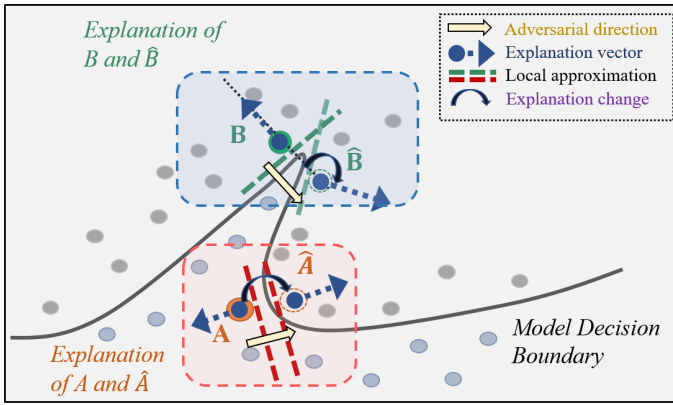 Explanation of
B and B̂
Adversarial direction
Explanation vector
Local approximation
Explanation change
B
B̂
Â
A
Model Decision
Boundary
Explanation
of A and Â